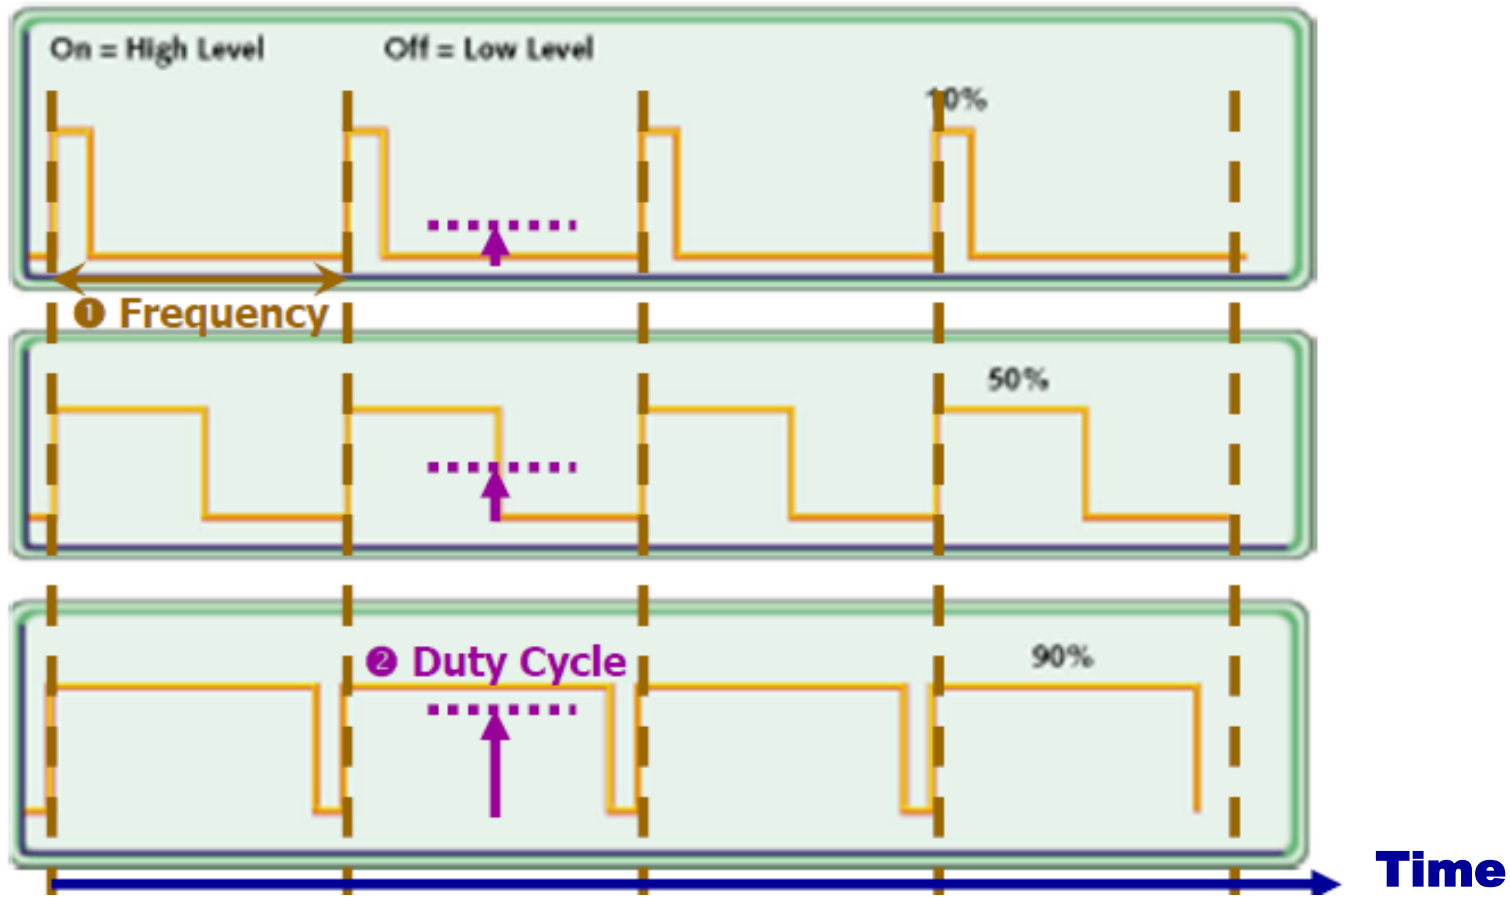 On = High Level
Off = Low Level
10%
❶ Frequency
50%
❷ Duty Cycle
90%
Time